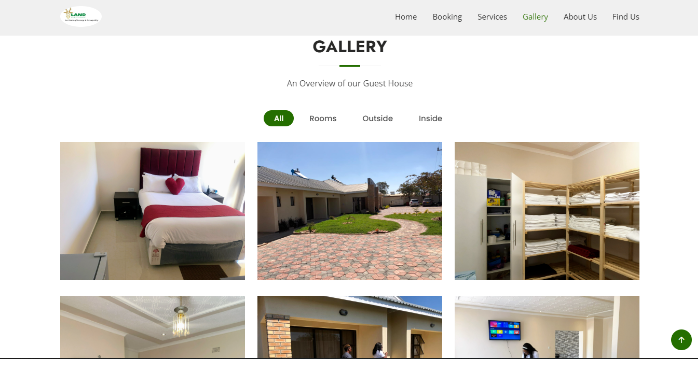 LAND
Home Booking Services Gallery About Us Find Us
GALLERY
An Overview of our Guest House
All Rooms Outside Inside